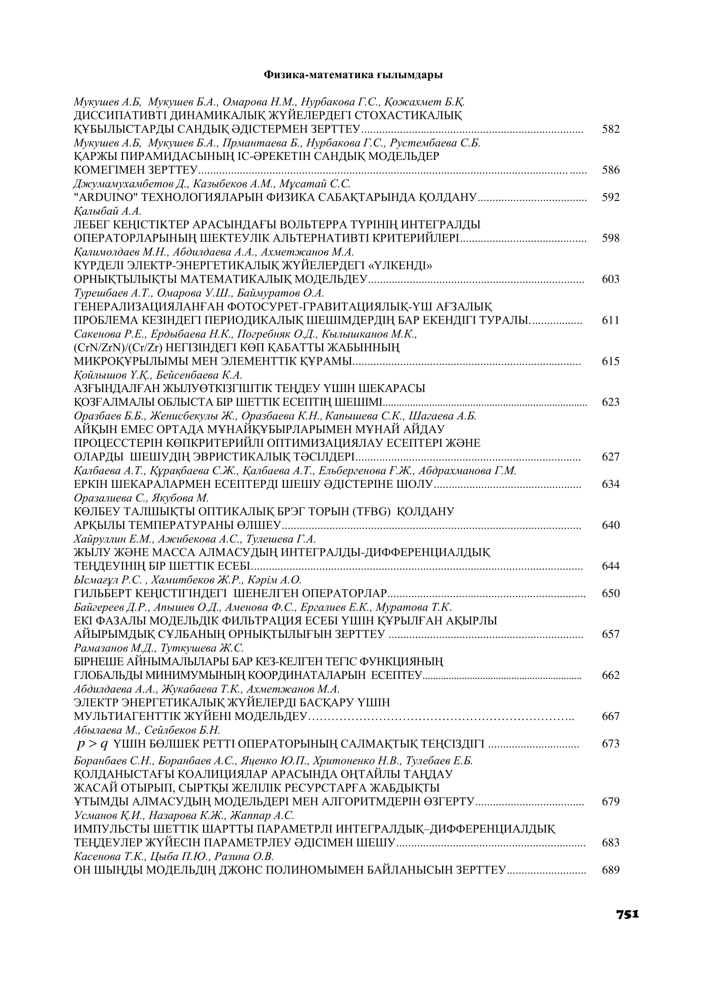 Физика-математика ғылымдары
Мукушев А.Б,  Мукушев Б.А., Омарова Н.М., Нурбакова Г.С., Қожахмет Б.Қ.
ДИССИПАТИВТІ ДИНАМИКАЛЫҚ ЖҮЙЕЛЕРДЕГІ СТОХАСТИКАЛЫҚ
ҚҰБЫЛЫСТАРДЫ САНДЫҚ ӘДІСТЕРМЕН ЗЕРТТЕУ........................................................................... 582
Мукушев А.Б,  Мукушев Б.А., Прмантаева Б., Нурбакова Г.С., Рустембаева С.Б.
ҚАРЖЫ ПИРАМИДАСЫНЫҢ ІС-ӘРЕКЕТІН САНДЫҚ МОДЕЛЬДЕР
КОМЕГІМЕН ЗЕРТТЕУ.................................................................................................................. 586
Джумамухамбетов Д., Казыбеков А.М., Мұсатай С.С.
"ARDUINO" ТЕХНОЛОГИЯЛАРЫН ФИЗИКА САБАҚТАРЫНДА ҚОЛДАНУ..................................... 592
Қалыбай А.А.
ЛЕБЕГ КЕҢІСТІКТЕР АРАСЫНДАҒЫ ВОЛЬТЕРРА ТҮРІНІҢ ИНТЕГРАЛДЫ
ОПЕРАТОРЛАРЫНЫҢ ШЕКТЕУЛІК АЛЬТЕРНАТИВТІ КРИТЕРИЙЛЕРІ........................................... 598
Қалимолдаев М.Н., Абдилдаева А.А., Ахметжанов М.А.
КҮРДЕЛІ ЭЛЕКТР-ЭНЕРГЕТИКАЛЫҚ ЖҮЙЕЛЕРДЕГІ «ҮЛКЕНДІ»
ОРНЫҚТЫЛЫҚТЫ МАТЕМАТИКАЛЫҚ МОДЕЛЬДЕУ......................................................................... 603
Турешбаев А.Т., Омарова У.Ш., Баймуратов О.А.
ГЕНЕРАЛИЗАЦИЯЛАНҒАН ФОТОСУРЕТ-ГРАВИТАЦИЯЛЫҚ-ҮШ АҒЗАЛЫҚ
ПРОБЛЕМА КЕЗІНДЕГІ ПЕРИОДИКАЛЫҚ ШЕШІМДЕРДІҢ БАР ЕКЕНДІГІ ТУРАЛЫ.................. 611
Сакенова Р.Е., Ердыбаева Н.К., Погребняк О.Д., Кылышканов М.К.,
(CrN/ZrN)/(Cr/Zr) НЕГІЗІНДЕГІ КӨП ҚАБАТТЫ ЖАБЫННЫҢ
МИКРОҚҰРЫЛЫМЫ МЕН ЭЛЕМЕНТТІК ҚҰРАМЫ............................................................................. 615
Қойлышов Ү.Қ., Бейсенбаева К.А.
АЗҒЫНДАЛҒАН ЖЫЛУӨТКІЗГІШТІК ТЕҢДЕУ ҮШІН ШЕКАРАСЫ
ҚОЗҒАЛМАЛЫ ОБЛЫСТА БІР ШЕТТІК ЕСЕПТІҢ ШЕШІМІ............................................................. 623
Оразбаев Б.Б., Женисбекулы Ж., Оразбаева К.Н., Капышева С.К., Шагаева А.Б.
АЙҚЫН ЕМЕС ОРТАДА МҰНАЙҚҰБЫРЛАРЫМЕН МҰНАЙ АЙДАУ
ПРОЦЕССТЕРІН КӨПКРИТЕРИЙЛІ ОПТИМИЗАЦИЯЛАУ ЕСЕПТЕРІ ЖӘНЕ
ОЛАРДЫ  ШЕШУДІҢ ЭВРИСТИКАЛЫҚ ТӘСІЛДЕРІ............................................................................ 627
Қалбаева А.Т., Құрақбаева С.Ж., Қалбаева А.Т., Ельбергенова Ғ.Ж., Абдрахманова Г.М.
ЕРКІН ШЕКАРАЛАРМЕН ЕСЕПТЕРДІ ШЕШУ ӘДІСТЕРІНЕ ШОЛУ.................................................. 634
Оразалиева С., Якубова М.
КӨЛБЕУ ТАЛШЫҚТЫ ОПТИКАЛЫҚ БРЭГ ТОРЫН (TFBG)  ҚОЛДАНУ
АРҚЫЛЫ ТЕМПЕРАТУРАНЫ ӨЛШЕУ..................................................................................................... 640
Хайруллин Е.М., Ажибекова А.С., Тулешева Г.А.
ЖЫЛУ ЖӘНЕ МАССА АЛМАСУДЫҢ ИНТЕГРАЛДЫ-ДИФФЕРЕНЦИАЛДЫҚ
ТЕҢДЕУІНІҢ БІР ШЕТТІК ЕСЕБІ............................................................................................................... 644
Ысмағұл Р.С. , Хамитбеков Ж.Р., Кәрім А.О.
ГИЛЬБЕРТ КЕҢІСТІГІНДЕГІ  ШЕНЕЛГЕН ОПЕРАТОРЛАР................................................................... 650
Байгереев Д.Р., Апышев О.Д., Аменова Ф.С., Ергалиев Е.К., Муратова Т.К.
ЕКІ ФАЗАЛЫ МОДЕЛЬДІК ФИЛЬТРАЦИЯ ЕСЕБІ ҮШІН ҚҰРЫЛҒАН АҚЫРЛЫ
АЙЫРЫМДЫҚ СҰЛБАНЫҢ ОРНЫҚТЫЛЫҒЫН ЗЕРТТЕУ .................................................................. 657
Рамазанов М.Д., Туткушева Ж.С.
БІРНЕШЕ АЙНЫМАЛЫЛАРЫ БАР КЕЗ-КЕЛГЕН ТЕГІС ФУНКЦИЯНЫҢ
ГЛОБАЛЬДЫ МИНИМУМЫНЫҢ КООРДИНАТАЛАРЫН  ЕСЕПТЕУ............................................................. 662
Абдилдаева А.А., Жукабаева Т.К., Ахметжанов М.А.
ЭЛЕКТР ЭНЕРГЕТИКАЛЫҚ ЖҮЙЕЛЕРДІ БАСҚАРУ ҮШІН
МУЛЬТИАГЕНТТІК ЖҮЙЕНІ МОДЕЛЬДЕУ…………………………………………………………………….. 667
Абылаева М., Сейлбеков Б.Н.
p > q ҮШІН БӨЛШЕК РЕТТІ ОПЕРАТОРЫНЫҢ САЛМАҚТЫҚ ТЕҢСІЗДІГІ ............................... 673
Боранбаев С.Н., Боранбаев А.С., Яценко Ю.П., Хритоненко Н.В., Тулебаев Е.Б.
ҚОЛДАНЫСТАҒЫ КОАЛИЦИЯЛАР АРАСЫНДА ОҢТАЙЛЫ ТАҢДАУ
ЖАСАЙ ОТЫРЫП, СЫРТҚЫ ЖЕЛІЛІК РЕСУРСТАРҒА ЖАБДЫҚТЫ
ҰТЫМДЫ АЛМАСУДЫҢ МОДЕЛЬДЕРІ МЕН АЛГОРИТМДЕРІН ӨЗГЕРТУ..................................... 679
Усманов Қ.И., Назарова К.Ж., Жаппар А.С.
ИМПУЛЬСТЫ ШЕТТІК ШАРТТЫ ПАРАМЕТРЛІ ИНТЕГРАЛДЫҚ–ДИФФЕРЕНЦИАЛДЫҚ
ТЕҢДЕУЛЕР ЖҮЙЕСІН ПАРАМЕТРЛЕУ ӘДІСІМЕН ШЕШУ................................................................ 683
Касенова Т.К., Цыба П.Ю., Разина О.В.
ОН ШЫҢДЫ МОДЕЛЬДІҢ ДЖОНС ПОЛИНОМЫМЕН БАЙЛАНЫСЫН ЗЕРТТЕУ........................... 689
751